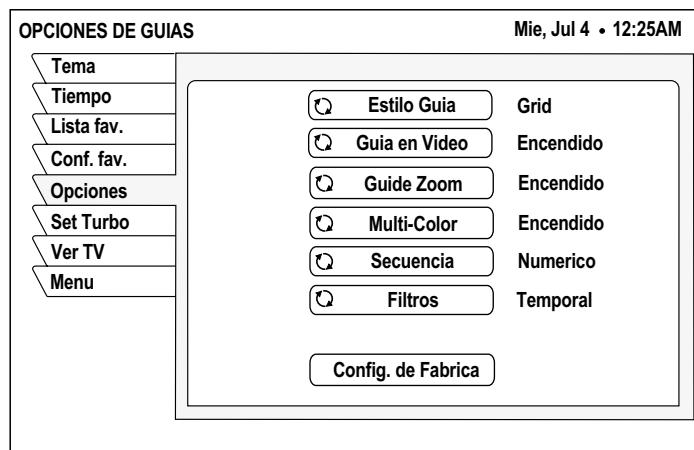 OPCIONES DE GUIAS
Mie, Jul 4 • 12:25AM
Tema
Tiempo
Lista fav.
Conf. fav.
Opciones
Set Turbo
Ver TV
Menu
Estilo Guia Grid
Guia en Video Encendido
Guide Zoom Encendido
Multi-Color Encendido
Secuencia Numerico
Filtros Temporal
Config. de Fabrica